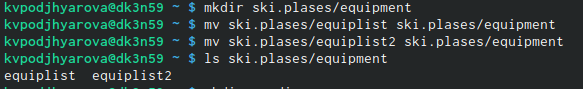 kvpodjhyarova@dk3n59 ~ $ mkdir ski.plases/equipment
kvpodjhyarova@dk3n59 ~ $ mv ski.plases/equiplist ski.plases/equipment
kvpodjhyarova@dk3n59 ~ $ mv ski.plases/equiplist2 ski.plases/equipment
kvpodjhyarova@dk3n59 ~ $ ls ski.plases/equipment
equiplist  equiplist2